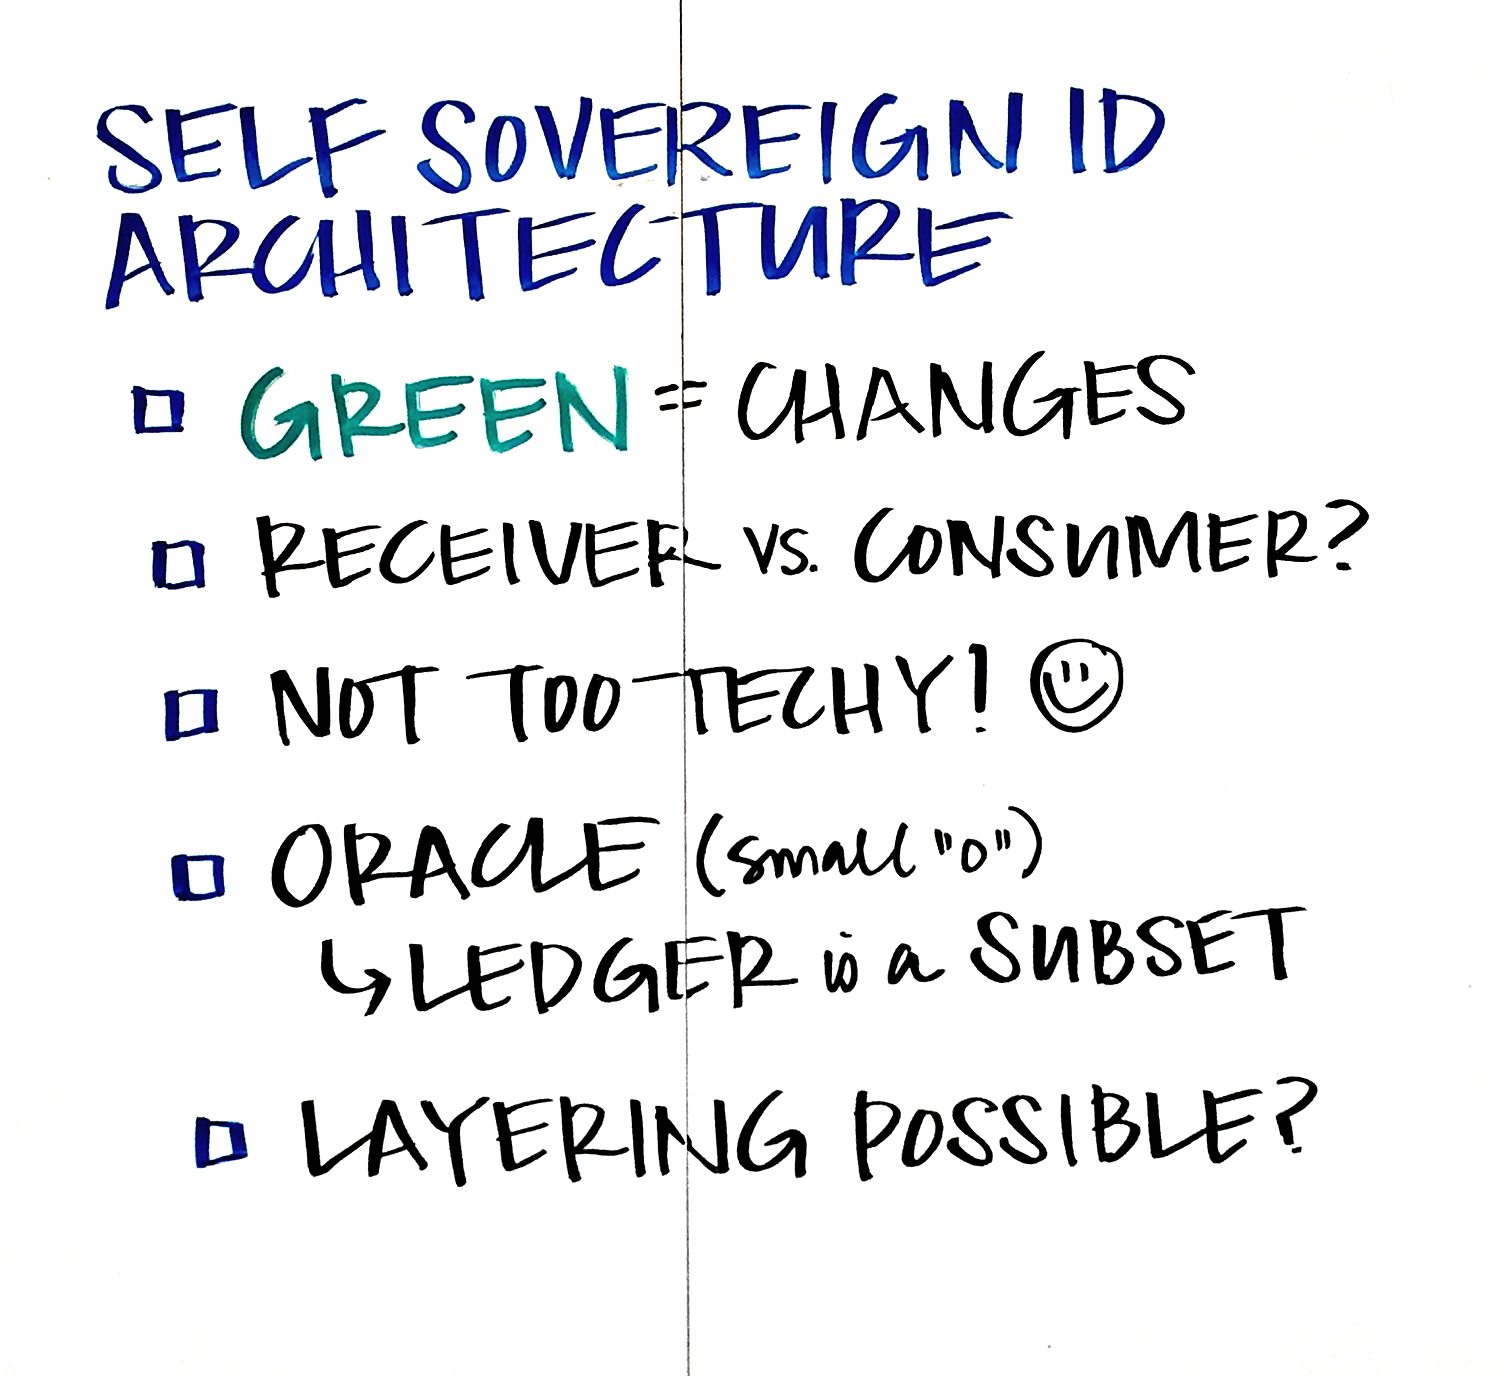 SELF SOVEREIGN ID
ARCHITECTURE
GREEN = CHANGES
RECEIVER VS. CONSUMER?
NOT TOO TECHY!
ORACLE (small "o")
↳ LEDGER is a SUBSET
LAYERING POSSIBLE?